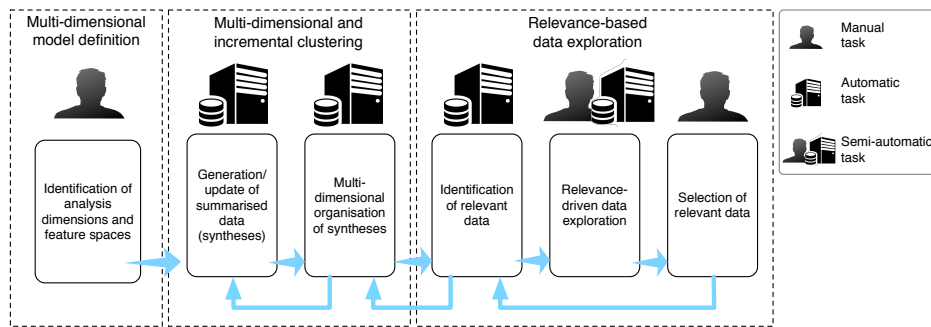 Multi-dimensional
model definition
Multi-dimensional and
incremental clustering
Relevance-based
data exploration
Identification of
analysis
dimensions and
feature spaces
Generation/
update of
summarised
data
(syntheses)
Multi-
dimensional
organisation
of syntheses
Identification
of relevant
data
Relevance-
driven data
exploration
Selection of
relevant data
Manual
task
Automatic
task
Semi-automatic
task